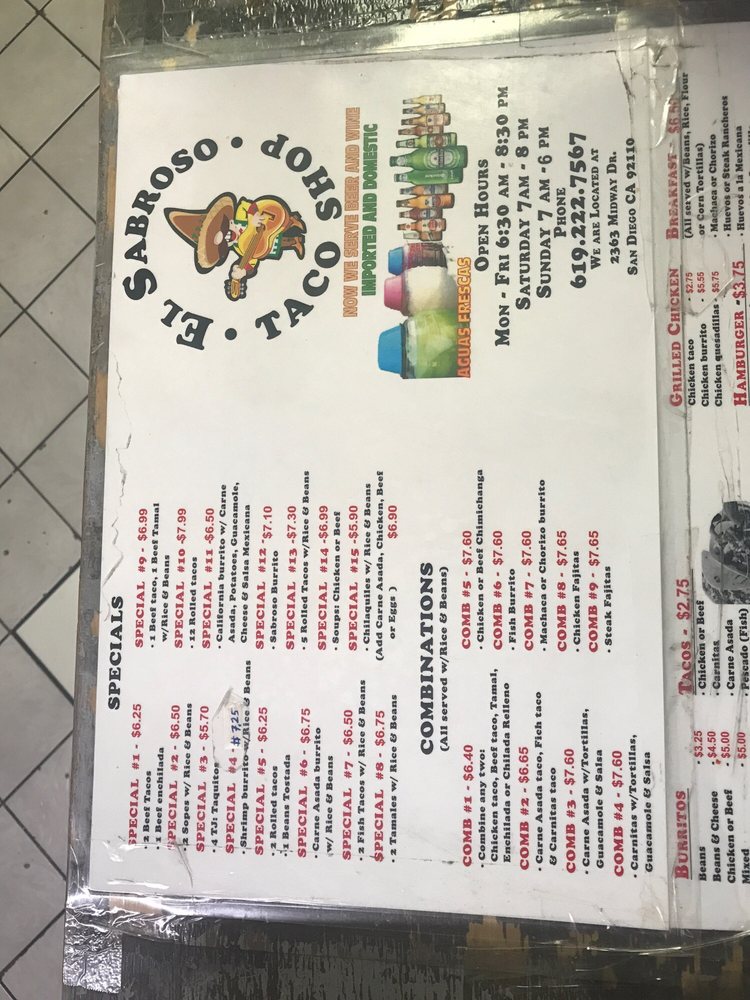 SPECIALS
SPECIAL #1 - $6.25
· 2 Beef Tacos
· 1 Beef enchilada
SPECIAL #2 - $6.50
· 2 Sopes w/ Rice & Beans
SPECIAL #3 - $5.70
· 4 TJ: Taquitos
SPECIAL #4 - #725
· Shrimp burrito w/Rice & Beans
SPECIAL #5 - $6.25
· 2 Rolled tacos
· 1 Beans Tostada
SPECIAL #6 - $6.75
· Carne Asada burrito
w/ Rice & Beans
SPECIAL #7 - $6.50
· 2 Fish Tacos w/ Rice & Beans
SPECIAL #8 - $6.75
· 2 Tamales w/ Rice & Beans
SPECIAL #9 - $6.99
· 1 Beef taco, 1 Beef Tamal
w/Rice & Beans
SPECIAL #10 -$7.99
· 12 Rolled tacos
SPECIAL #11 -$6.50
· California burrito w/ Carne
Asada, Potatoes, Guacamole,
Cheese & Salsa Mexicana
SPECIAL #12 -$7.10
· Sabroso Burrito
SPECIAL #13 -$7.30
· 5 Rolled Tacos w/Rice & Beans
SPECIAL #14 -$6.99
· Soups: Chicken or Beef
SPECIAL #15 -$5.90
· Chilaquiles w/ Rice & Beans
(Add Carne Asada, Chicken, Beef
or Eggs ) $6.90
EL SABROSO · TACO SHOP ·
NOW WE SERVE BEER AND WINE
IMPORTED AND DOMESTIC
AGUAS FRESCAS
OPEN HOURS
MON - FRI 6:30 AM - 8:30 PM
SATURDAY 7 AM - 8 PM
SUNDAY 7 AM -6 PM
PHONE
619.222.7567
WE ARE LOCATED AT
2363 MIDWAY DR.
SAN DIEGO CA 92110
COMBINATIONS
(All served w/Rice & Beans)
COMB #1 - $6.40
· Combine any two:
Chicken taco, Beef taco, Tamal,
Enchilada or Chilada Relleno
COMB #2 - $6.65
· Carne Asada taco, Fich taco
& Carnitas taco
COMB #3 - $7.60
· Carne Asada w/Tortillas,
Guacamole & Salsa
COMB #4 - $7.60
· Carnitas w/Tortillas,
Guacamole & Salsa
COMB #5 - $7.60
· Chicken or Beef Chimichanga
COMB #6 - $7.60
· Fish Burrito
COMB #7 - $7.60
· Machaca or Chorizo burrito
COMB #8 - $7.65
· Chicken Fajitas
COMB #9 - $7.65
· Steak Fajitas
BURRITOS
Beans · $3.25
Beans & Cheese · $4.50
Chicken or Beef · $5.00
Mixed · $5.00
TACOS - $2.75
· Chicken or Beef
· Carnitas
· Carne Asada
· Pescado (Fish)
GRILLED CHICKEN
Chicken taco · $2.75
Chicken burrito · $5.55
Chicken quesadillas · $5.75
HAMBURGER -$3.75
BREAKFAST-
(All served w/Beans, Rice, Flour
or Corn Tortillas)
· Machaca or Chorizo
· Huevos or Steak Rancheros
· Huevos a la Mexicana